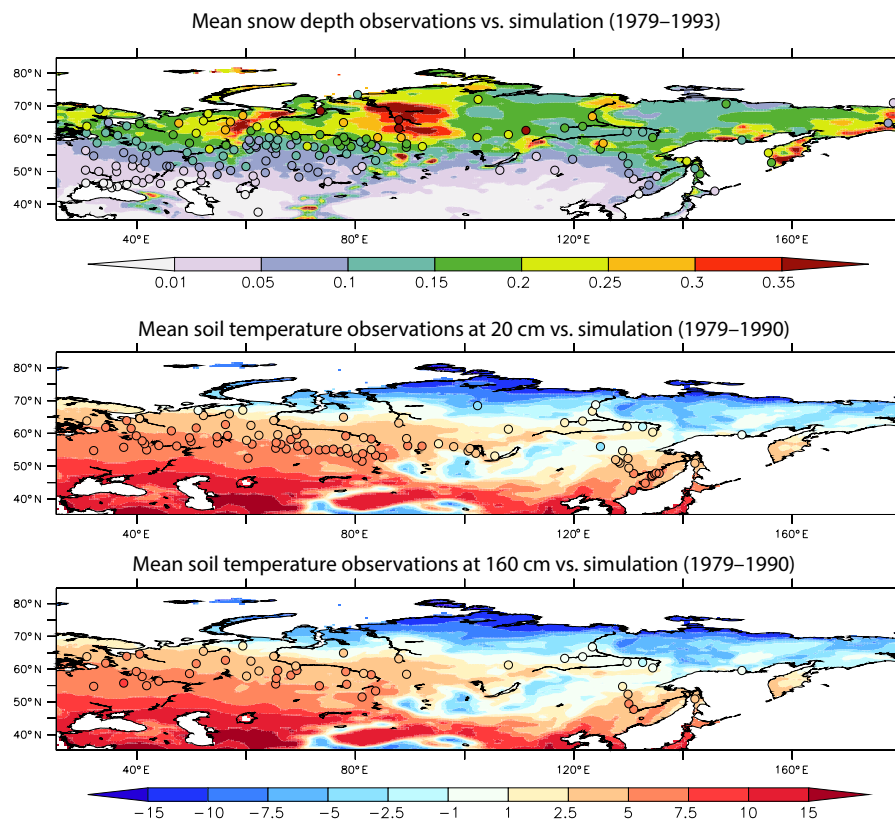 Mean snow depth observations vs. simulation (1979–1993)
80° N
70° N
60° N
50° N
40° N
40° E 80° E 120° E 160° E
0.01 0.05 0.1 0.15 0.2 0.25 0.3 0.35
Mean soil temperature observations at 20 cm vs. simulation (1979–1990)
80° N
70° N
60° N
50° N
40° N
40° E 80° E 120° E 160° E
Mean soil temperature observations at 160 cm vs. simulation (1979–1990)
80° N
70° N
60° N
50° N
40° N
40° E 80° E 120° E 160° E
−15 −10 −7.5 −5 −2.5 −1 1 2.5 5 7.5 10 15